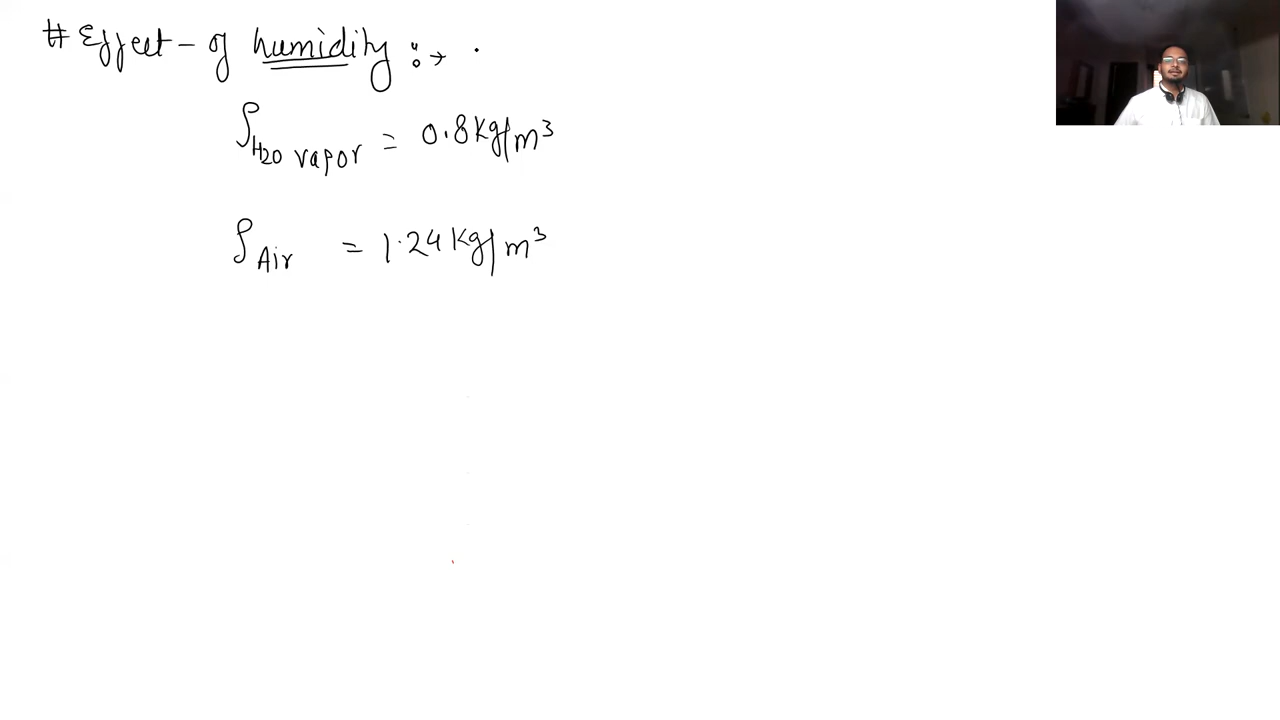 # Effect - of humidity :→ .
ρH2O vapor = 0.8 kg/m³
ρAir = 1.24 kg/m³